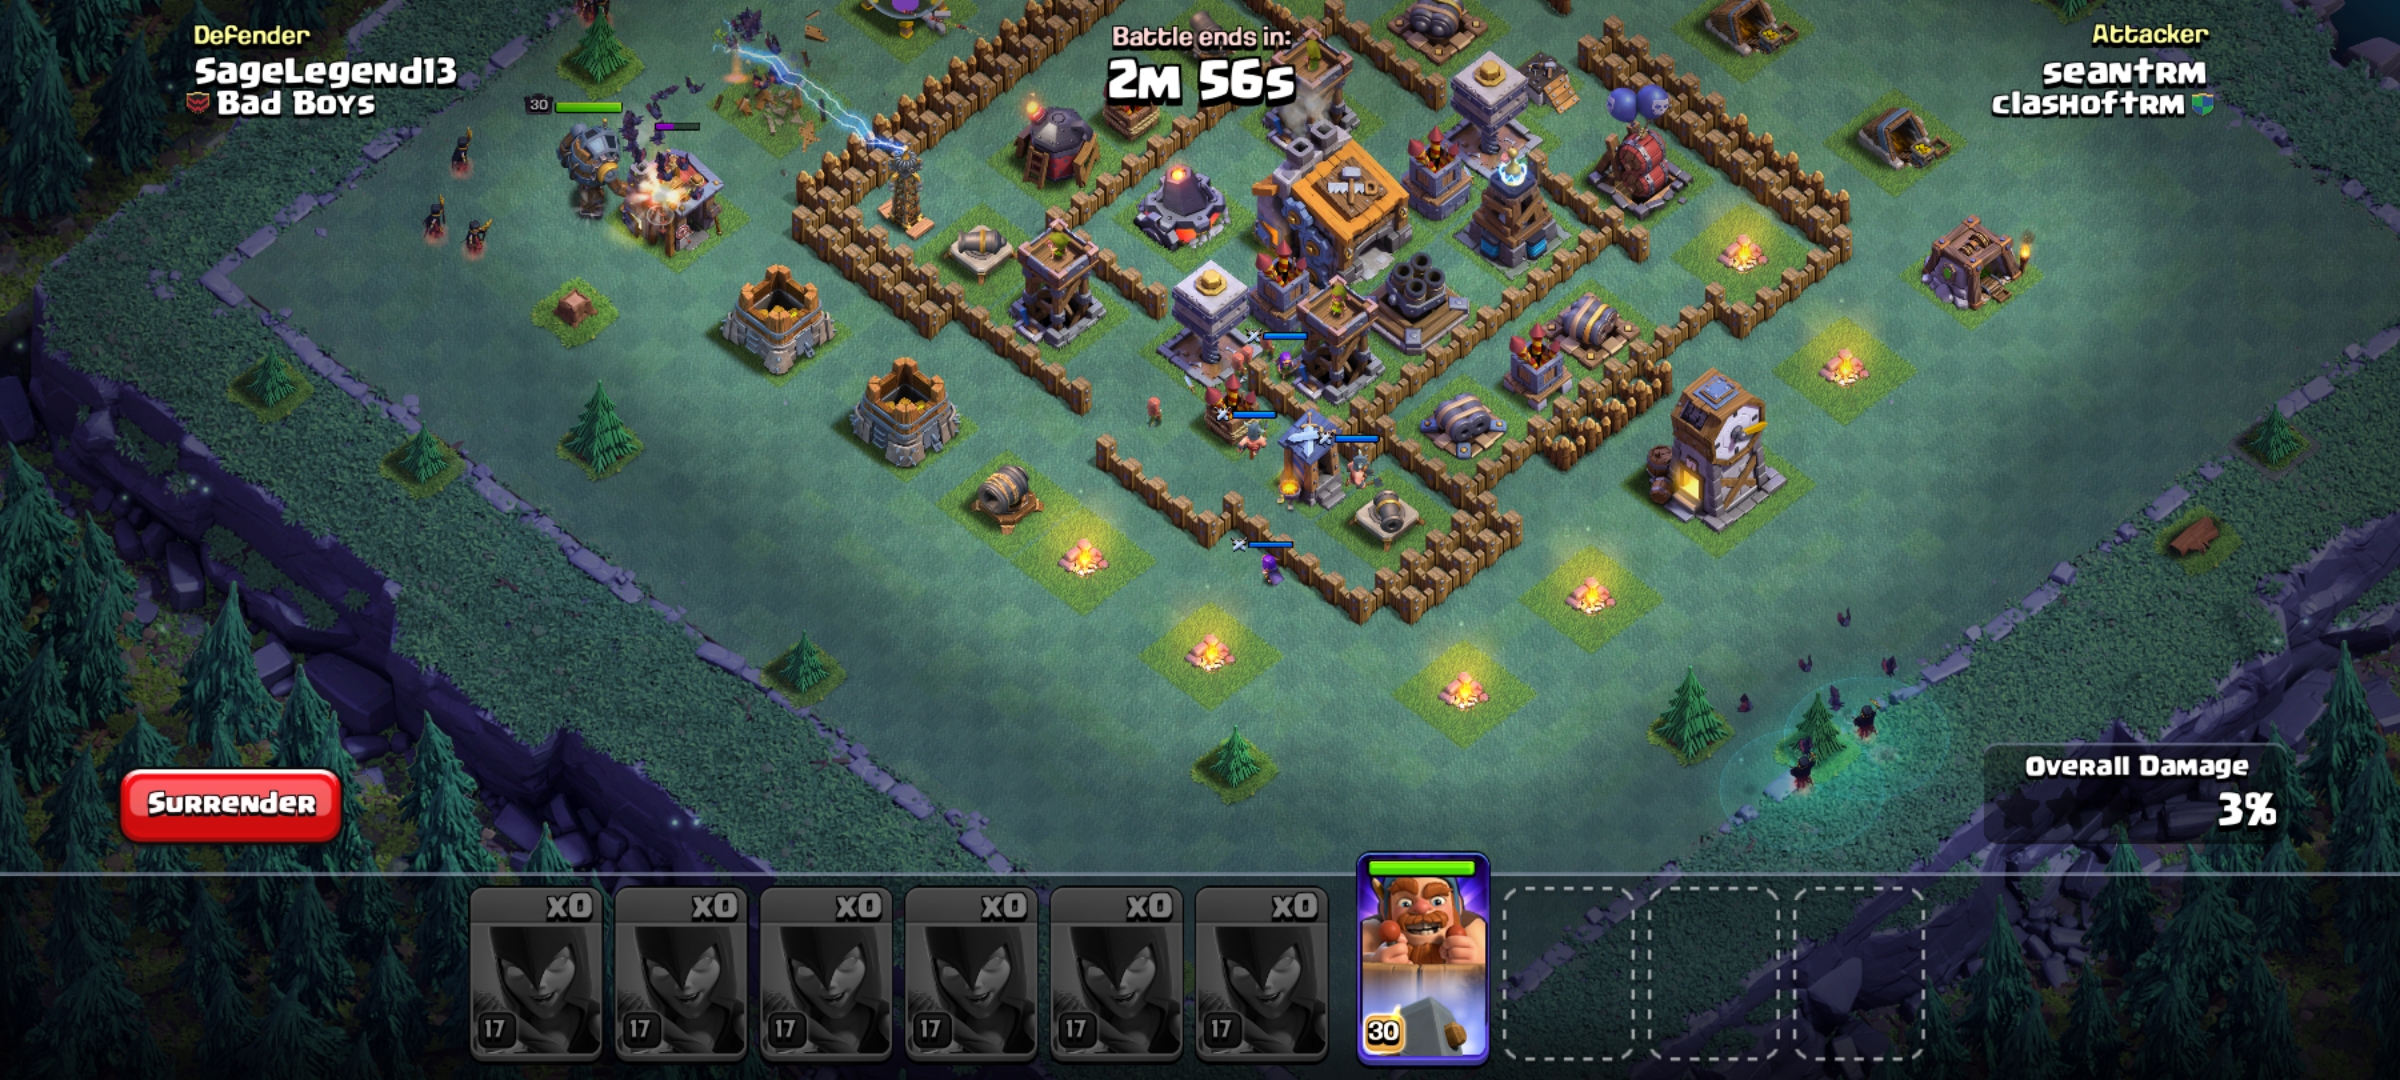 Defender
SageLegend13
Bad Boys
Battle ends in:
2m 56s
Attacker
seantrm
clashoftrm
30
Surrender
Overall Damage
3%
x0
x0
x0
x0
x0
x0
17
17
17
17
17
17
30